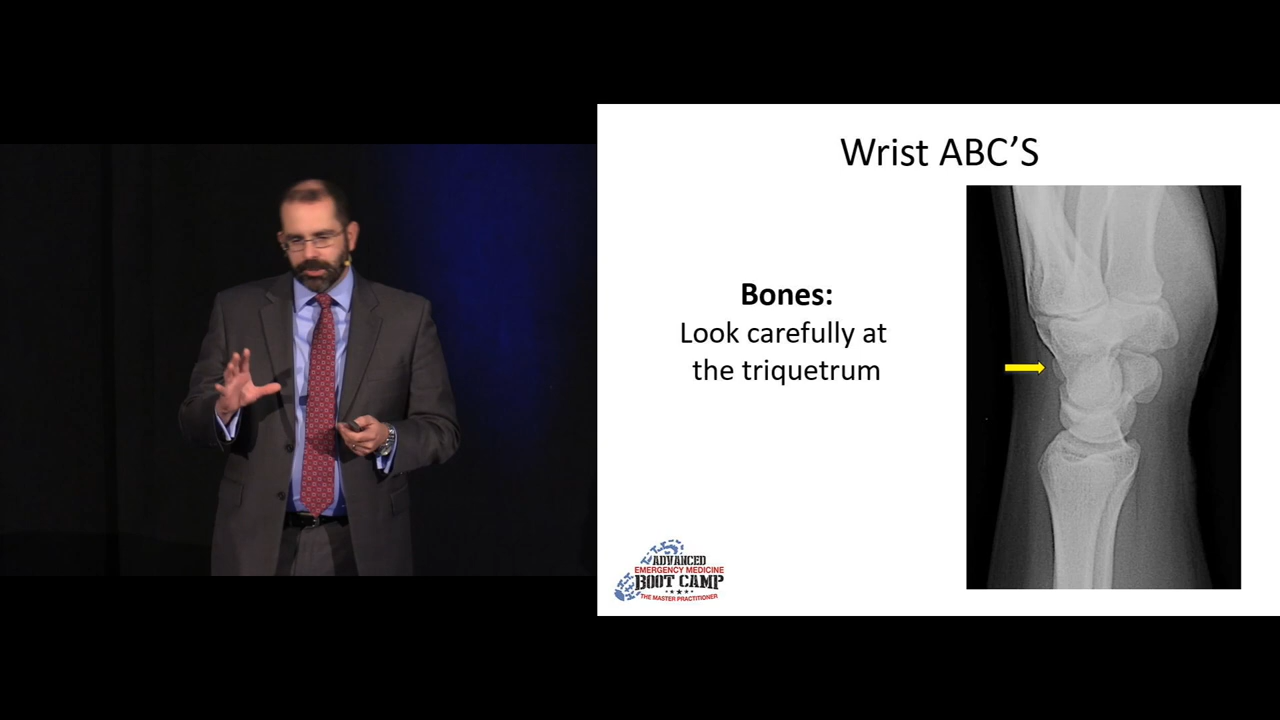 Wrist ABC’S
Bones:
Look carefully at
the triquetrum
ADVANCED
EMERGENCY MEDICINE
BOOT CAMP
THE MASTER PRACTITIONER